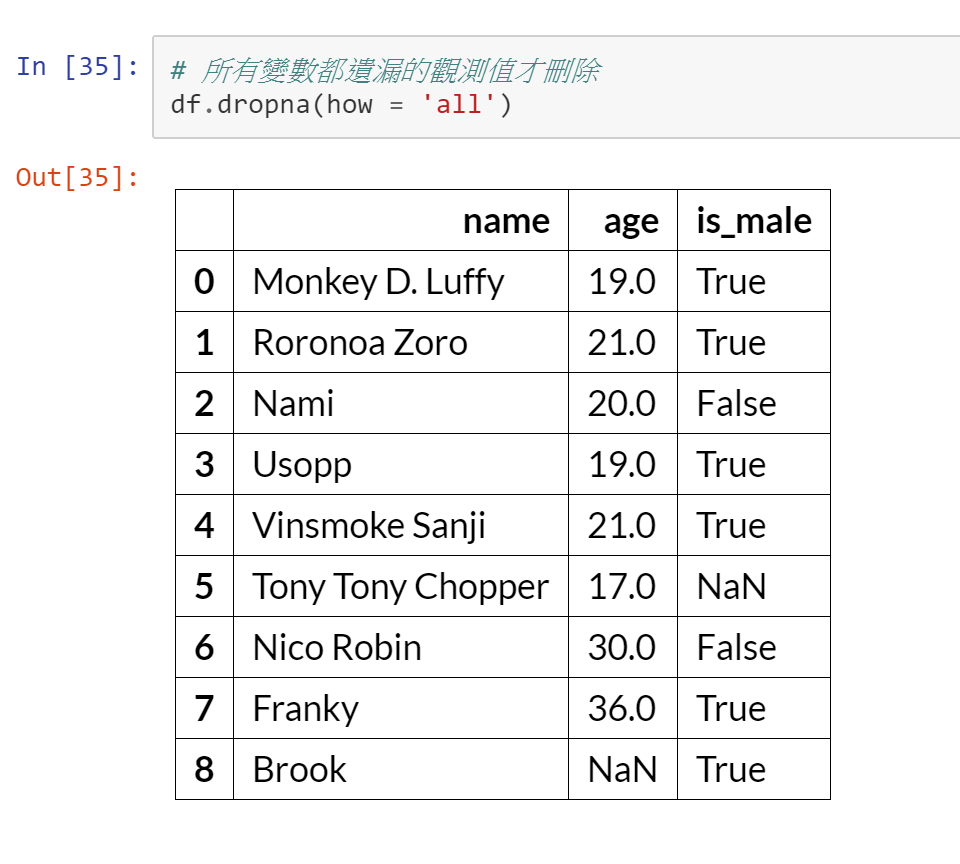 In [35]:
# 所有變數都遺漏的觀測值才刪除
df.dropna(how = 'all')
Out[35]:
name age is_male
0 Monkey D. Luffy 19.0 True
1 Roronoa Zoro 21.0 True
2 Nami 20.0 False
3 Usopp 19.0 True
4 Vinsmoke Sanji 21.0 True
5 Tony Tony Chopper 17.0 NaN
6 Nico Robin 30.0 False
7 Franky 36.0 True
8 Brook NaN True